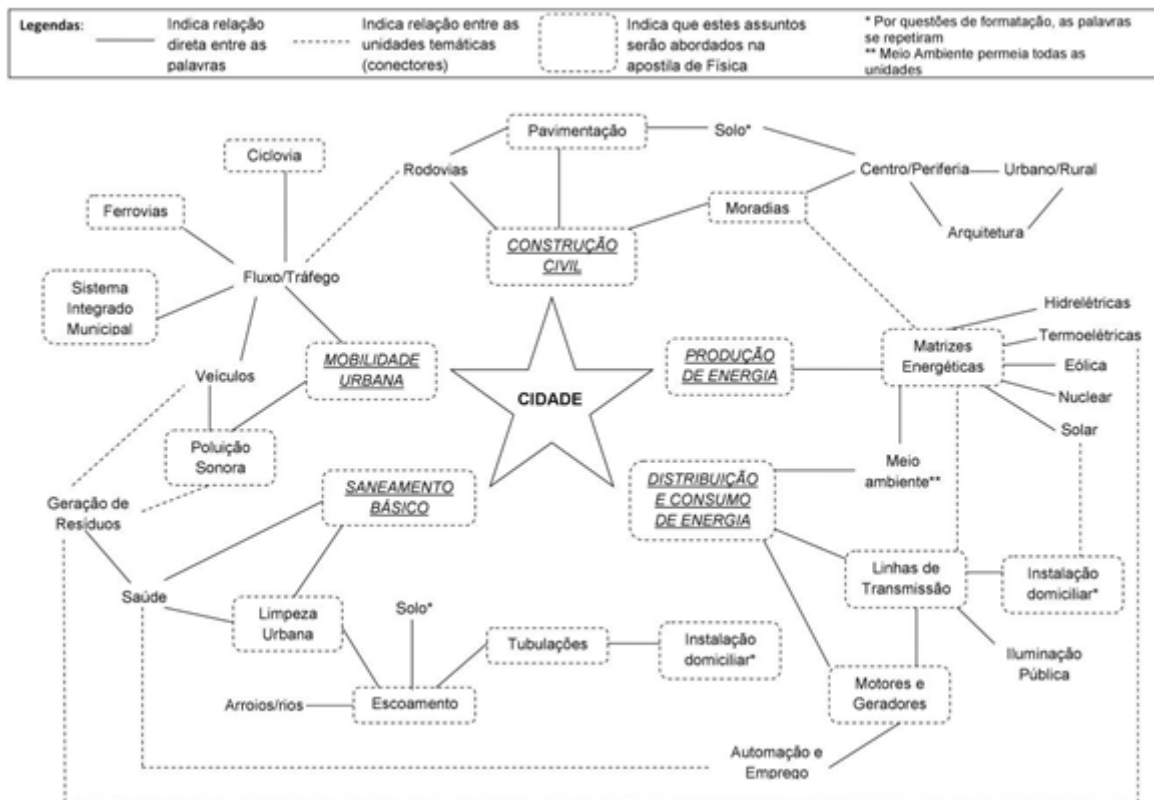 Legendas:
Indica relação
direta entre as
palavras
Indica relação entre as
unidades temáticas
(conectores)
Indica que estes assuntos
serão abordados na
apostila de Física
* Por questões de formatação, as palavras
se repetiram
** Meio Ambiente permeia todas as
unidades
Pavimentação
Solo*
Ciclovia
Rodovias
Centro/Periferia
Urbano/Rural
Ferrovias
Moradias
Arquitetura
CONSTRUÇÃO
CIVIL
Fluxo/Tráfego
Sistema
Integrado
Municipal
Hidrelétricas
Termoelétricas
Matrizes
Energéticas
Eólica
Nuclear
Solar
MOBILIDADE
URBANA
PRODUÇÃO
DE ENERGIA
Veículos
CIDADE
Poluição
Sonora
Meio
ambiente**
SANEAMENTO
BÁSICO
DISTRIBUIÇÃO
E CONSUMO
DE ENERGIA
Geração de
Resíduos
Linhas de
Transmissão
Instalação
domiciliar*
Saúde
Limpeza
Urbana
Solo*
Tubulações
Instalação
domiciliar*
Iluminação
Pública
Arroios/rios
Escoamento
Motores e
Geradores
Automação e
Emprego